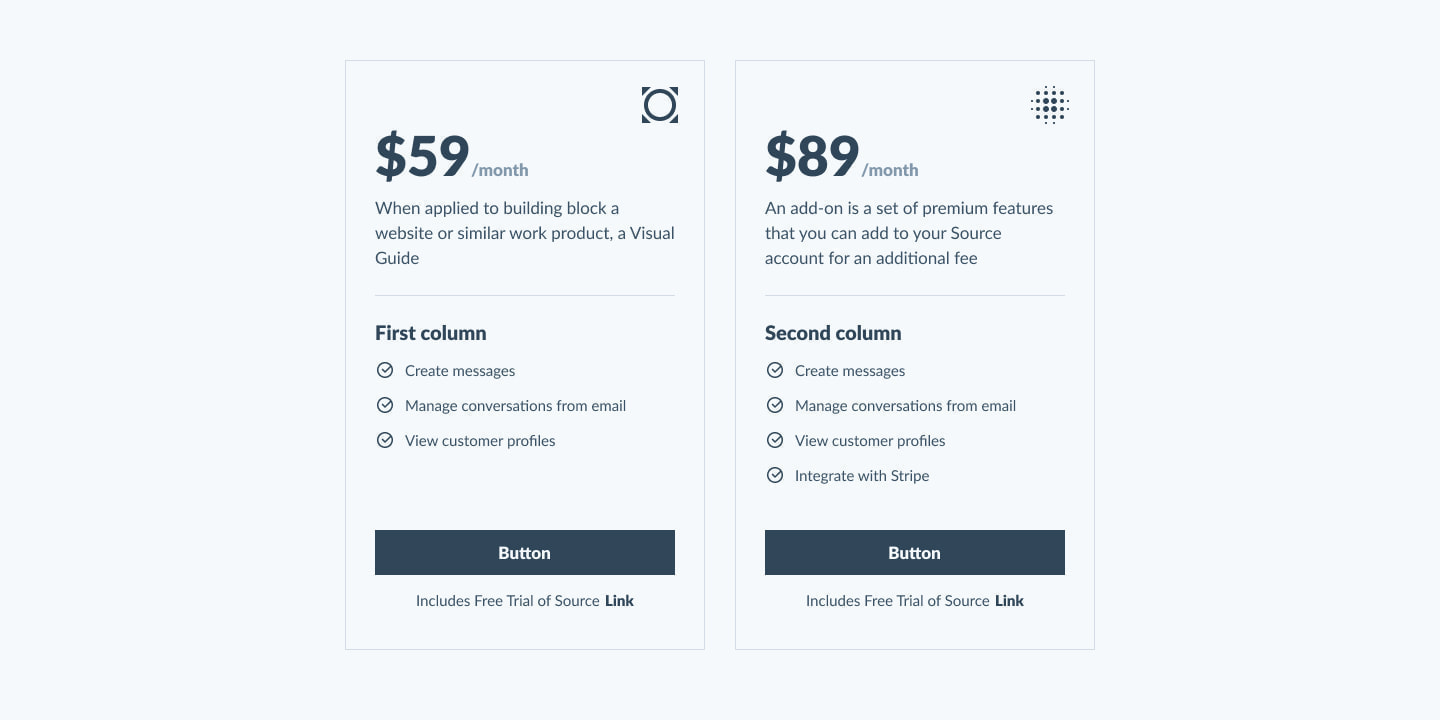 $59 /month
When applied to building block a
website or similar work product, a Visual
Guide
First column
Create messages
Manage conversations from email
View customer profiles
Button
Includes Free Trial of Source Link
$89 /month
An add-on is a set of premium features
that you can add to your Source
account for an additional fee
Second column
Create messages
Manage conversations from email
View customer profiles
Integrate with Stripe
Button
Includes Free Trial of Source Link